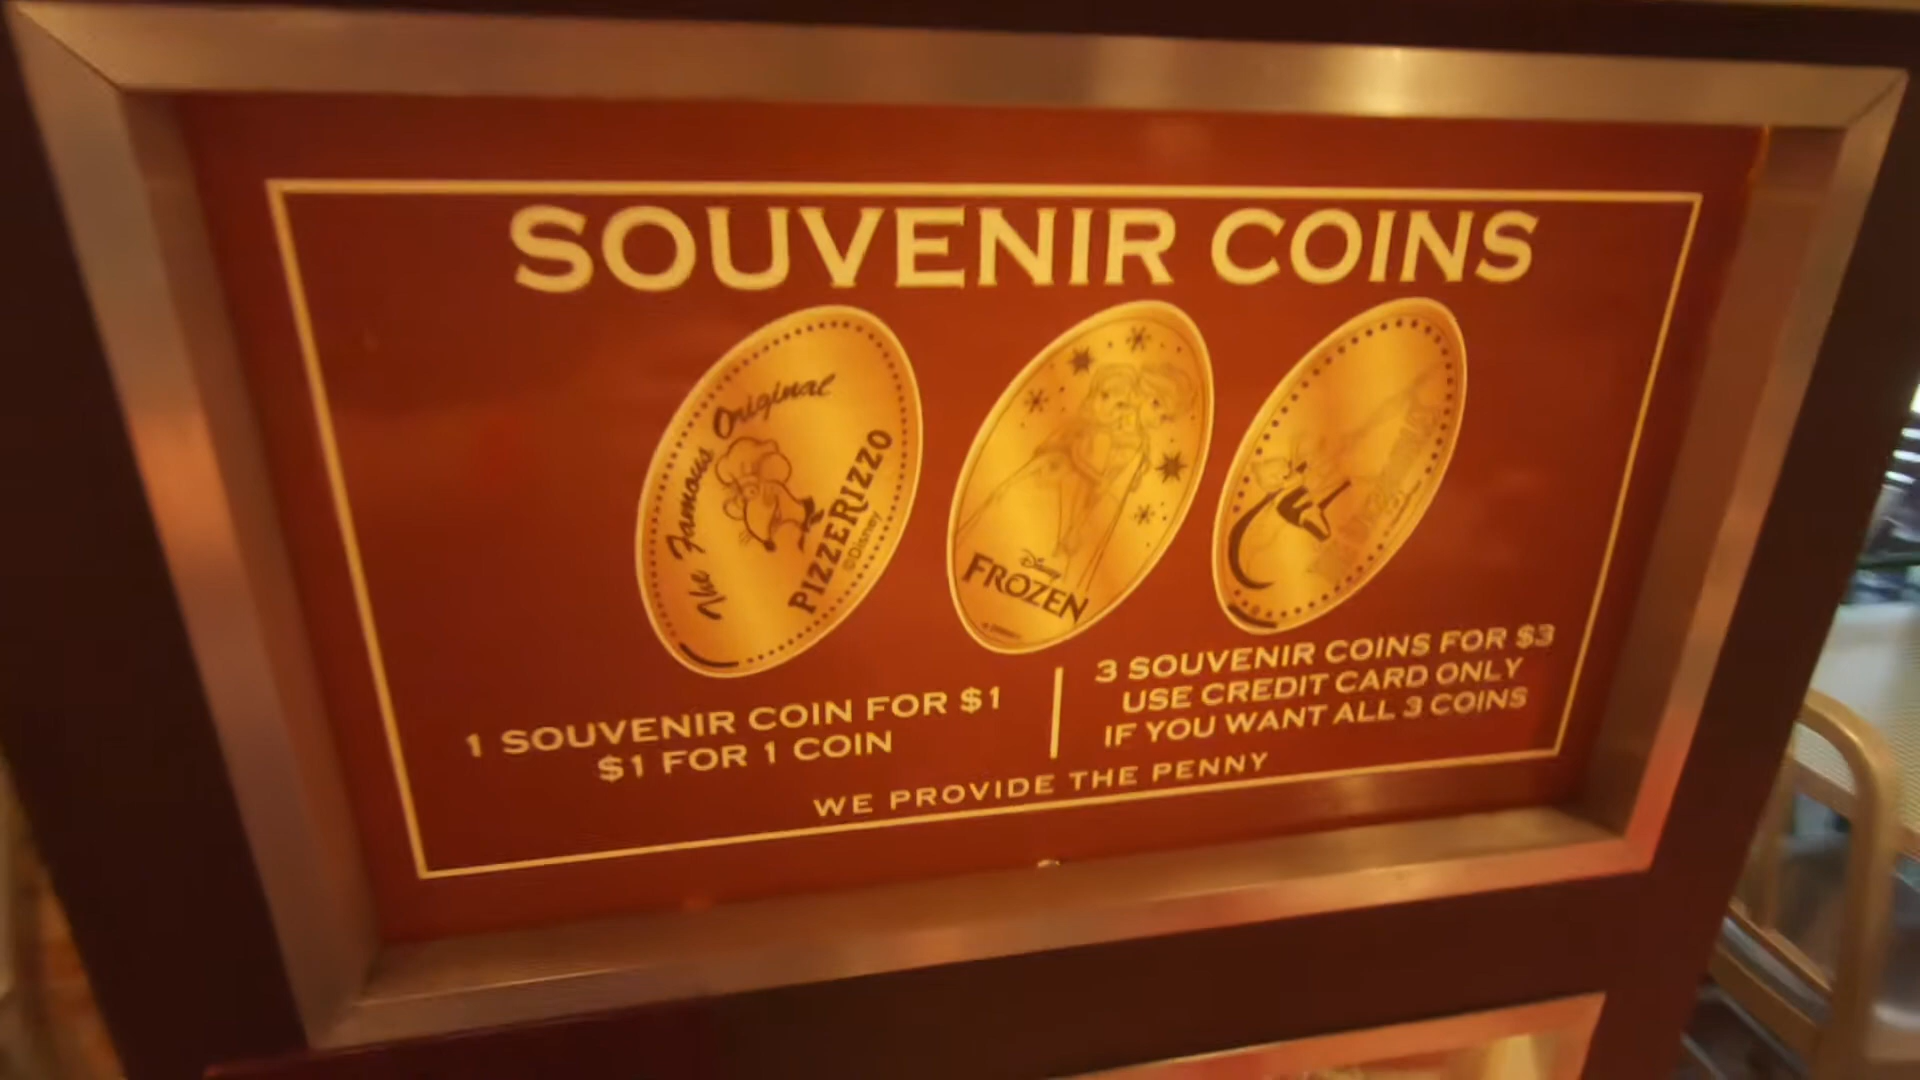 SOUVENIR COINS
The Famous Original
PIZZERIZZO
©Disney
Disney
FROZEN
1 SOUVENIR COIN FOR $1
$1 FOR 1 COIN
3 SOUVENIR COINS FOR $3
USE CREDIT CARD ONLY
IF YOU WANT ALL 3 COINS
WE PROVIDE THE PENNY